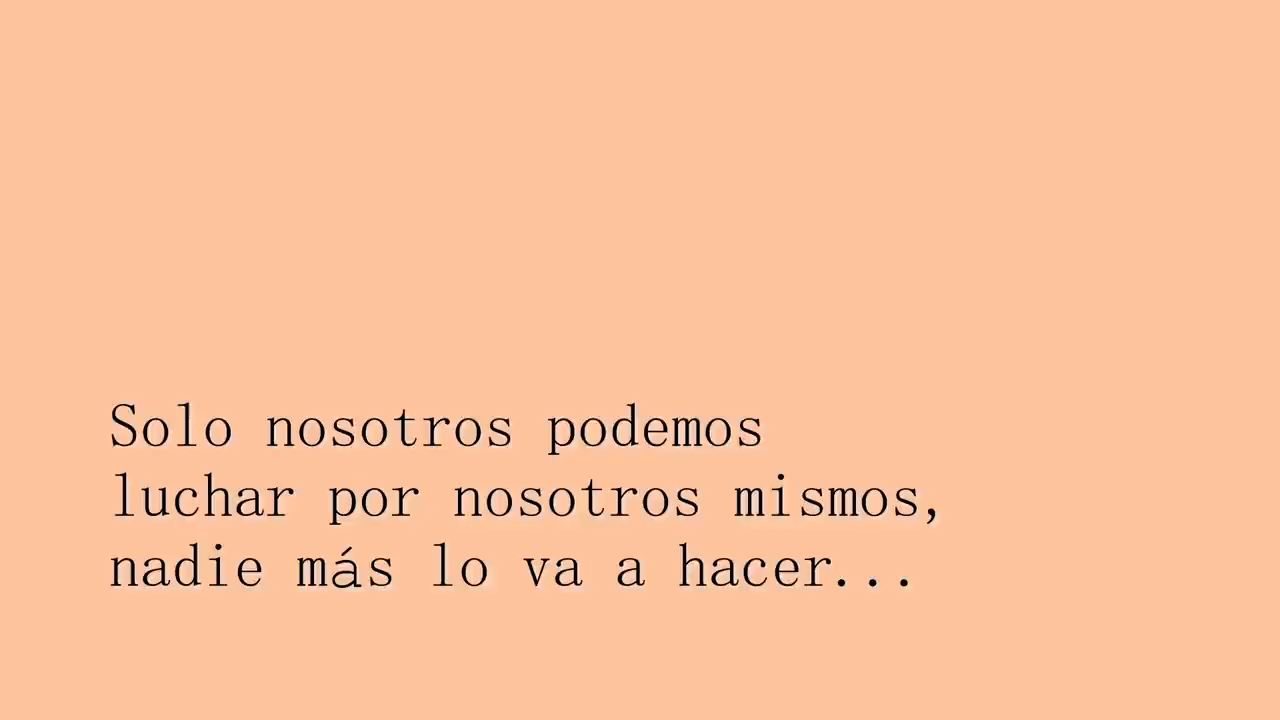 Solo nosotros podemos
luchar por nosotros mismos,
nadie más lo va a hacer...